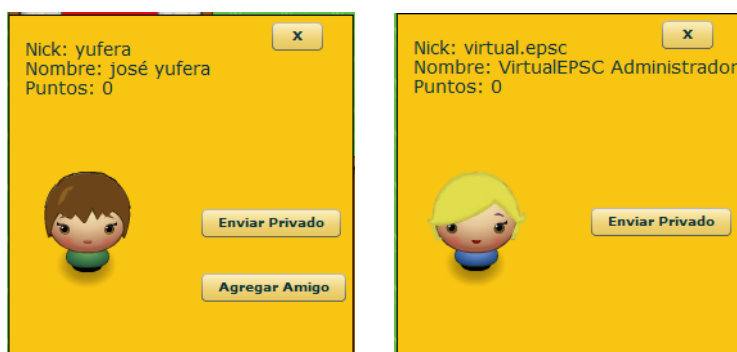 X
Nick: yufera
Nombre: josé yufera
Puntos: 0
Enviar Privado
Agregar Amigo
X
Nick: virtual.epsc
Nombre: VirtualEPSC Administrador
Puntos: 0
Enviar Privado